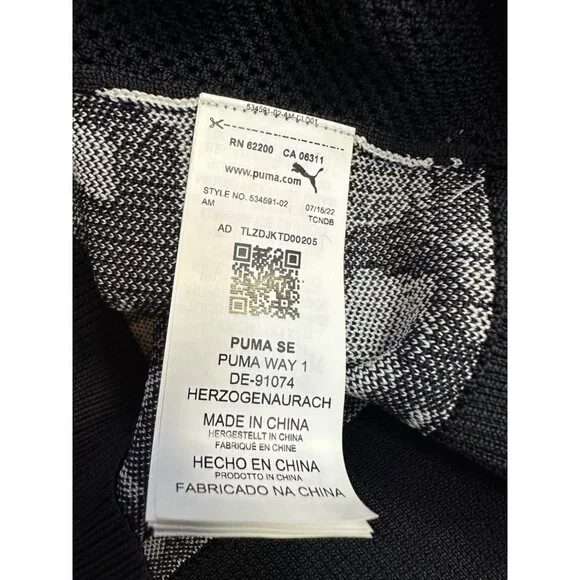 534591-02-AM-CLD01
RN 62200 CA 06311
www.puma.com
STYLE NO. 534591-02 07/15/22
AM TCNDB
AD TLZDJKTD00205
PUMA SE
PUMA WAY 1
DE-91074
HERZOGENAURACH
MADE IN CHINA
HERGESTELLT IN CHINA
FABRIQUÉ EN CHINE
HECHO EN CHINA
PRODOTTO IN CHINA
FABRICADO NA CHINA